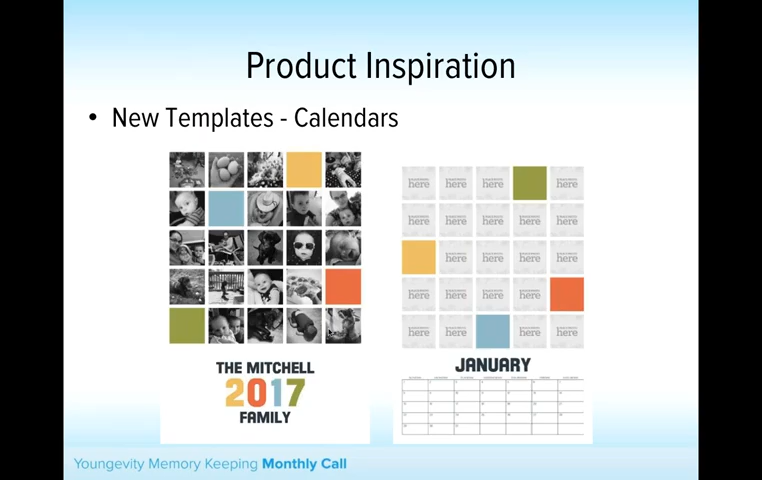 Product Inspiration
• New Templates - Calendars
here here here here
here here here here here
here here here here
here here here here
here here here here
THE MITCHELL
2017
FAMILY
JANUARY
Youngevity Memory Keeping Monthly Call